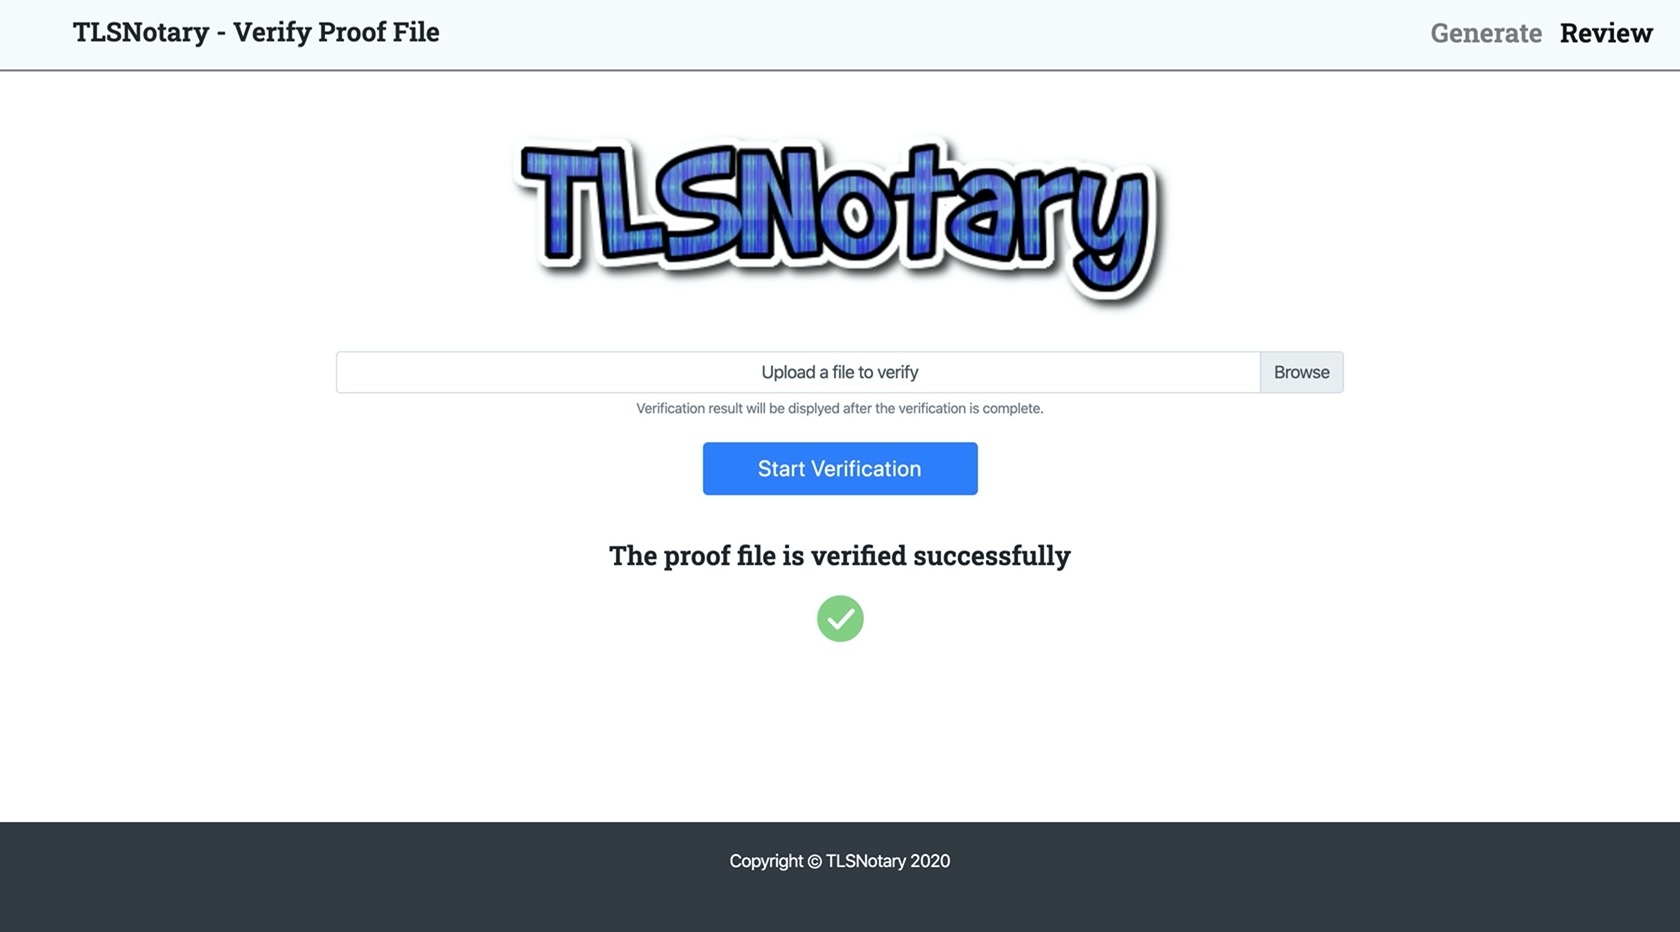 TLSNotary - Verify Proof File
Generate Review
TLSNotary
Upload a file to verify
Browse
Verification result will be displyed after the verification is complete.
Start Verification
The proof file is verified successfully
Copyright © TLSNotary 2020